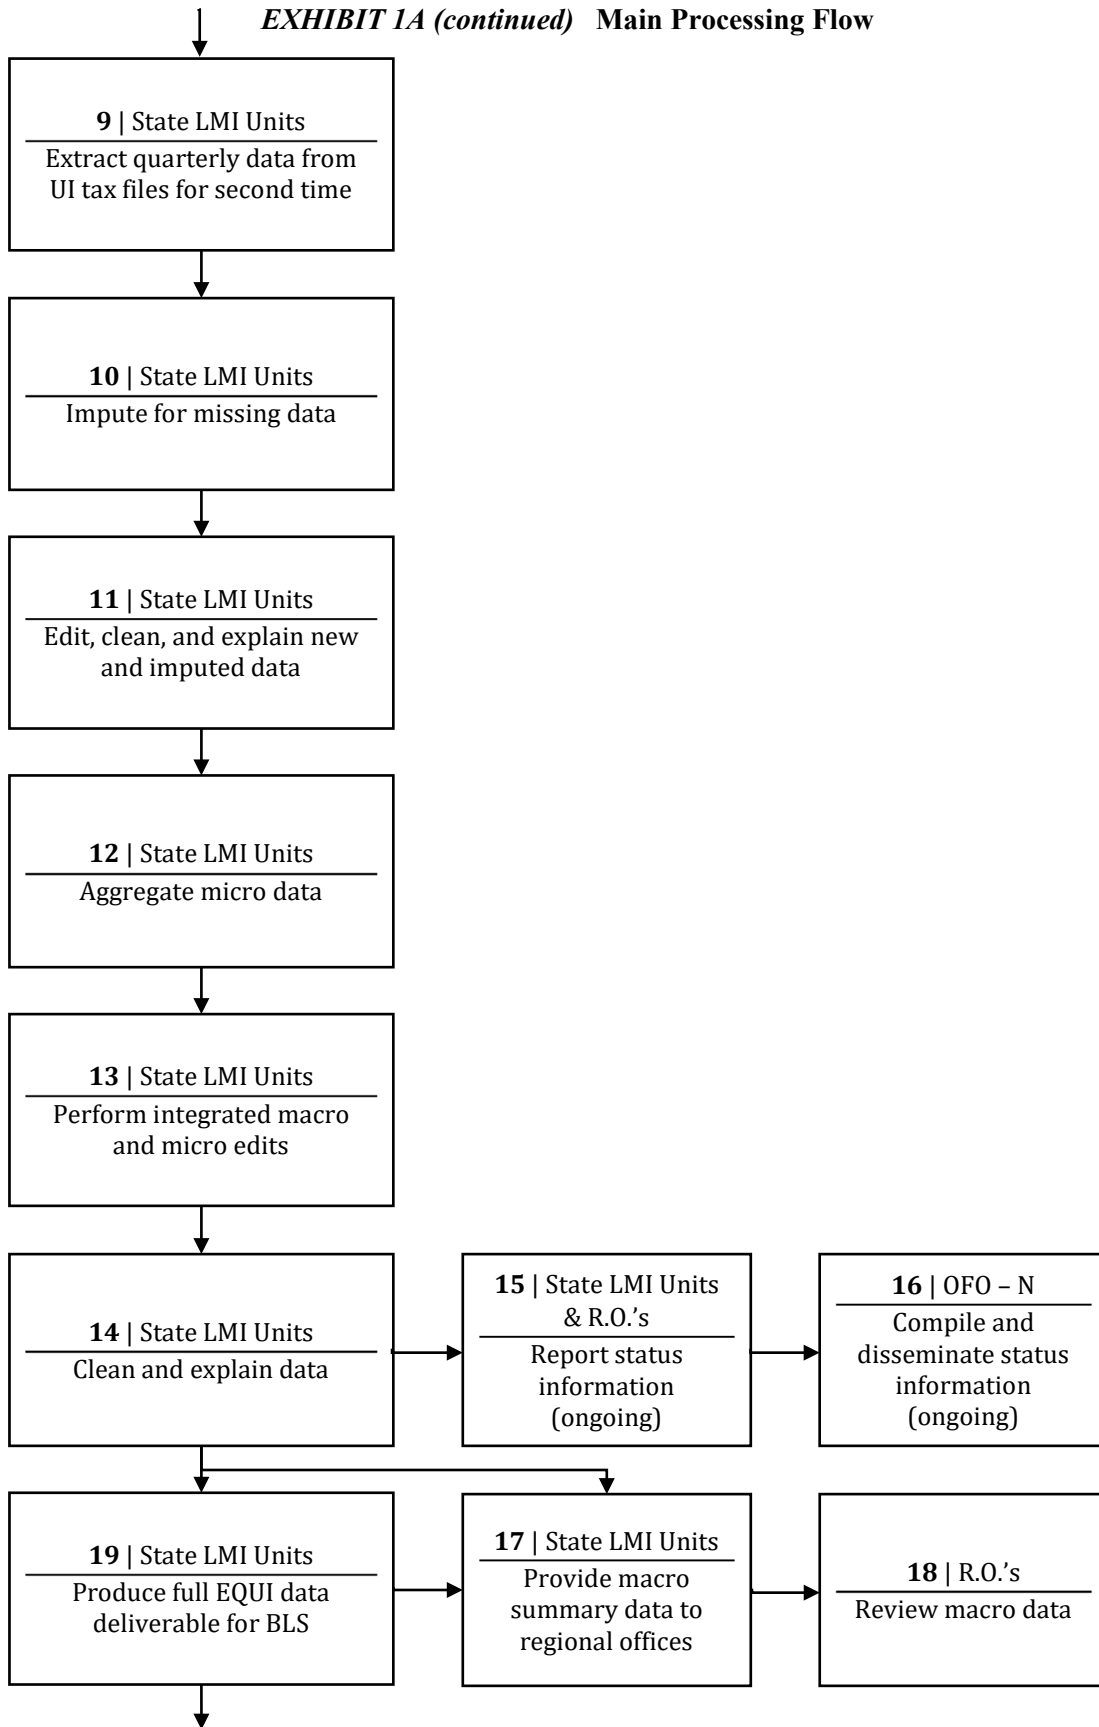 EXHIBIT 1A (continued) Main Processing Flow
9 | State LMI Units
Extract quarterly data from
UI tax files for second time
10 | State LMI Units
Impute for missing data
11 | State LMI Units
Edit, clean, and explain new
and imputed data
12 | State LMI Units
Aggregate micro data
13 | State LMI Units
Perform integrated macro
and micro edits
14 | State LMI Units
Clean and explain data
15 | State LMI Units
& R.O.’s
Report status
information
(ongoing)
16 | OFO – N
Compile and
disseminate status
information
(ongoing)
19 | State LMI Units
Produce full EQUI data
deliverable for BLS
17 | State LMI Units
Provide macro
summary data to
regional offices
18 | R.O.’s
Review macro data